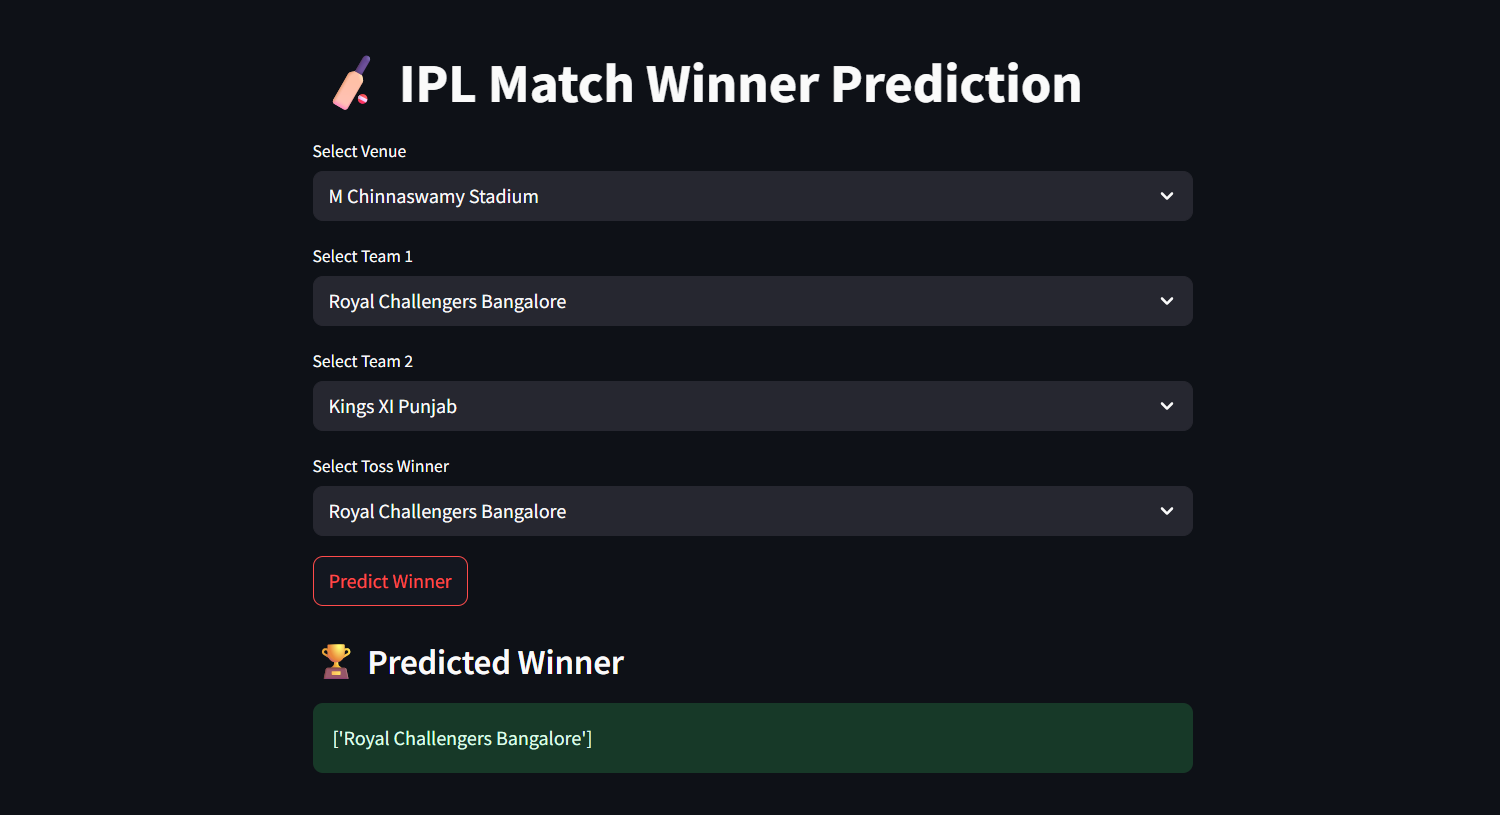 IPL Match Winner Prediction
Select Venue
M Chinnaswamy Stadium
Select Team 1
Royal Challengers Bangalore
Select Team 2
Kings XI Punjab
Select Toss Winner
Royal Challengers Bangalore
Predict Winner
Predicted Winner
['Royal Challengers Bangalore']